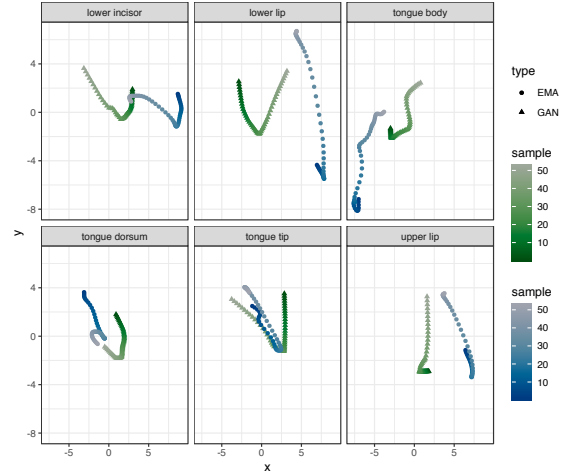 lower incisor
lower lip
tongue body
4
0
-4
-8
tongue dorsum
tongue tip
upper lip
4
0
-4
-8
-5 0 5
-5 0 5
-5 0 5
x
y
type
EMA
GAN
sample
50
40
30
20
10
sample
50
40
30
20
10